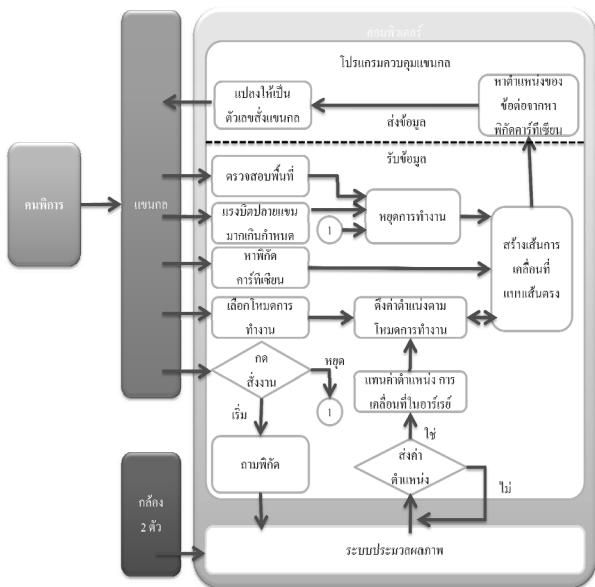 คอมพิวเตอร์
โปรแกรมควบคุมแขนกล
แปลงให้เป็น
ตัวเลขสั่งแขนกล
ส่งข้อมูล
หาตำแหน่งของ
ข้อต่อจากหา
พิกัดคาร์ทีเซียน
รับข้อมูล
คนพิการ
แขนกล
ตรวจสอบพื้นที่
แรงบิดปลายแขน
มากเกินกำหนด
1
หยุดการทำงาน
หาพิกัด
คาร์ทีเซียน
สร้างเส้นการ
เคลื่อนที่
แบบเส้นตรง
เลือกโหมดการ
ทำงาน
ดึงค่าตำแน่งตาม
โหมดการทำงาน
กด
สั่งงาน
หยุด
1
เริ่ม
แทนค่าตำแหน่ง การ
เคลื่อนที่ในอาร์เรย์
ใช่
ถามพิกัด
ส่งค่า
ตำแหน่ง
ไม่
กล้อง
2 ตัว
ระบบประมวลผลภาพ